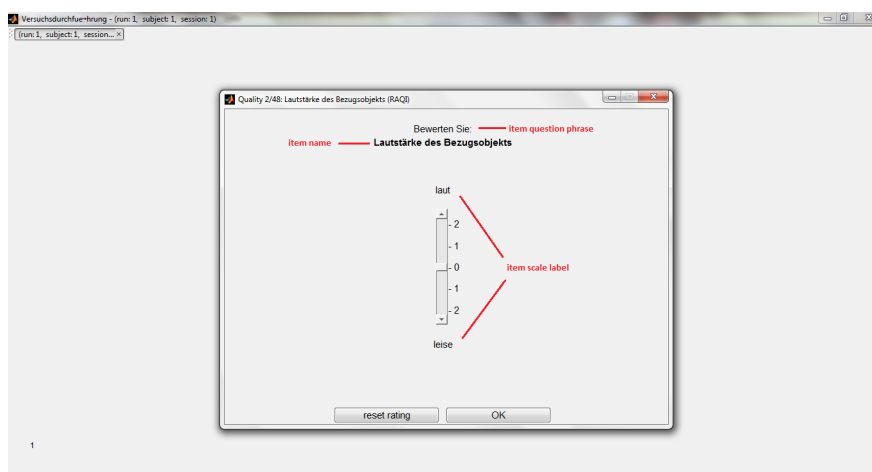 Versuchsdurchfue+hrung - (run: 1, subject: 1, session: 1)
(run: 1, subject: 1, session... ×
Quality 2/48: Lautstärke des Bezugsobjekts (RAQI)
Bewerten Sie: item question phrase
item name Lautstärke des Bezugsobjekts
laut
- 2
- 1
- 0 item scale label
- 1
- 2
leise
reset rating OK
1